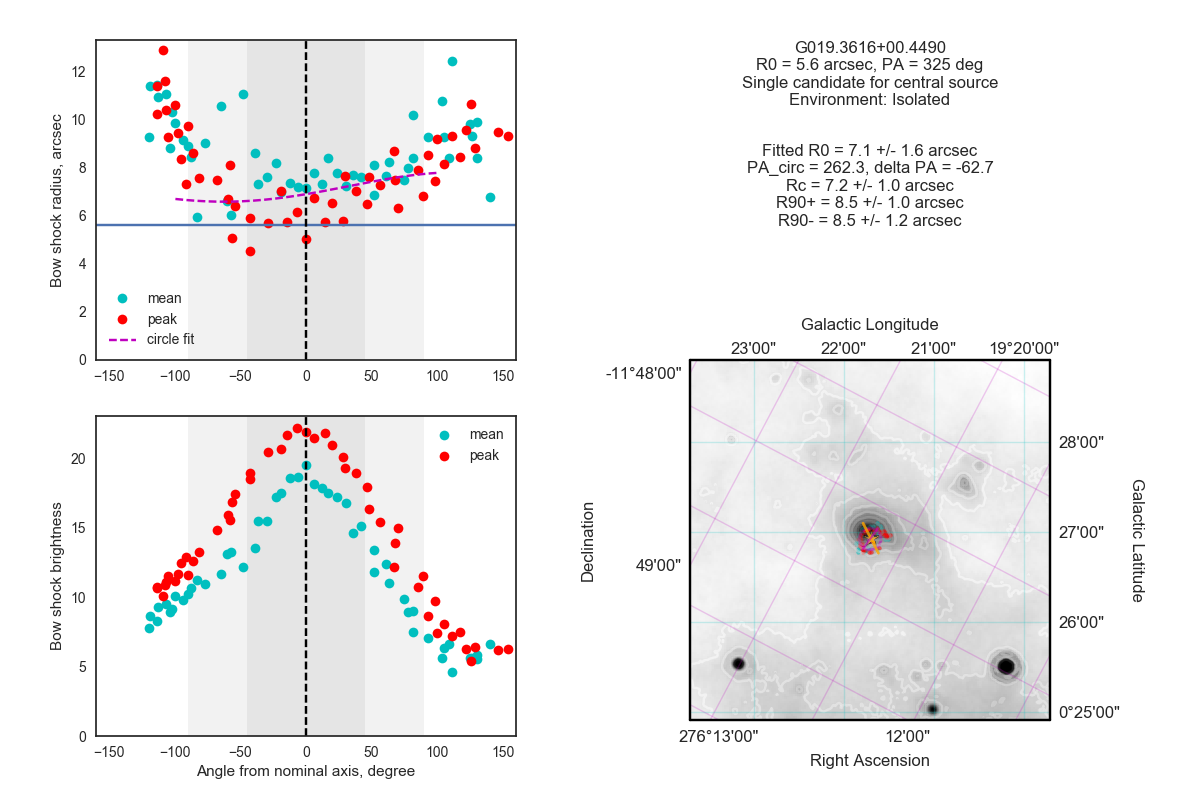 G019.3616+00.4490
R0 = 5.6 arcsec, PA = 325 deg
Single candidate for central source
Environment: Isolated
Fitted R0 = 7.1 +/- 1.6 arcsec
PA_circ = 262.3, delta PA = -62.7
Rc = 7.2 +/- 1.0 arcsec
R90+ = 8.5 +/- 1.0 arcsec
R90- = 8.5 +/- 1.2 arcsec
Bow shock radius, arcsec
12
10
8
6
4
2
0
mean
peak
circle fit
−150 −100 −50 0 50 100 150
Bow shock brightness
20
15
10
5
0
mean
peak
−150 −100 −50 0 50 100 150
Angle from nominal axis, degree
Galactic Longitude
23'00" 22'00" 21'00" 19°20'00"
-11°48'00"
49'00"
Declination
28'00"
27'00"
26'00"
0°25'00"
Galactic Latitude
276°13'00" 12'00"
Right Ascension